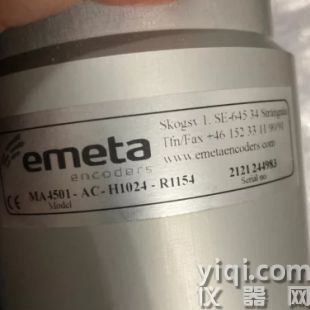 emeta
encoders
Skogsv 1. SE-645 34 Strängnäs
Tfn/Fax +46 152 33 11 90/91
www.emetaencoders.com
CE MA4501 - AC - H1024 - R1154
Model
2121244983
Serial no
yiqi.com
仪器网